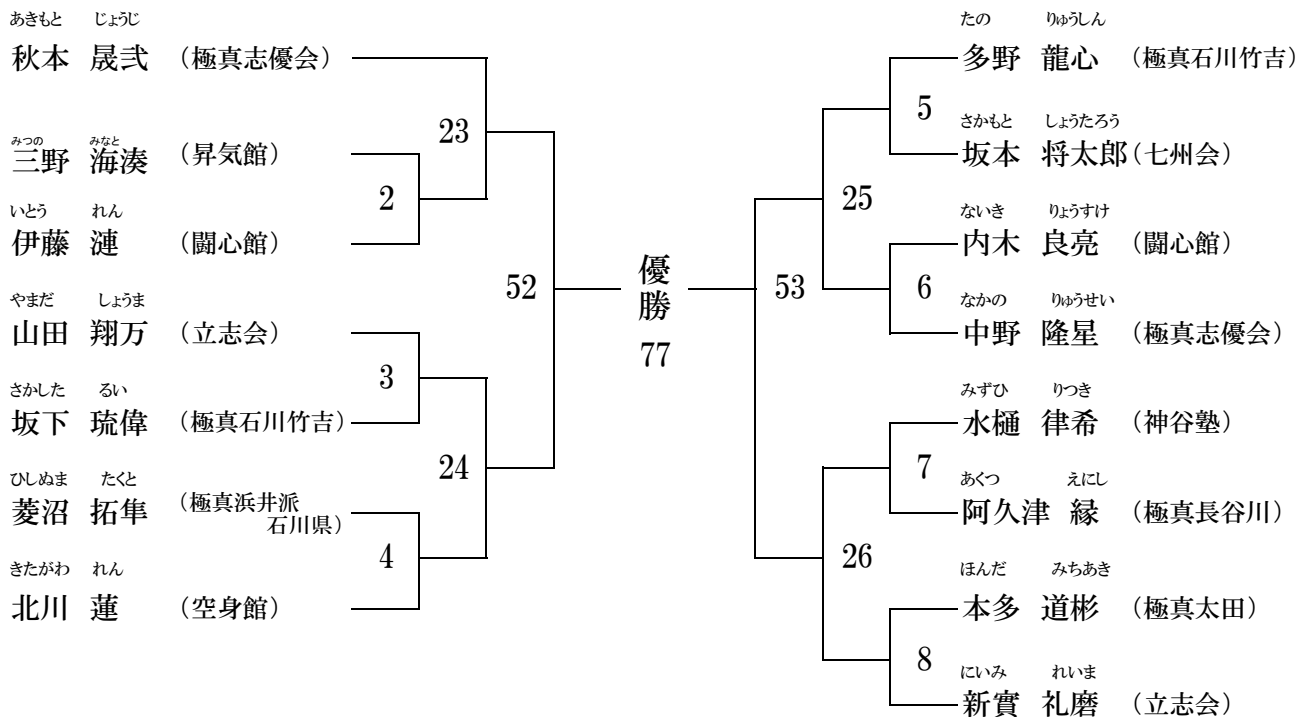 あきもと じょうじ
秋本 晟弐 （極真志優会）
みつの みなと
三野 海湊 （昇気館）
いとう れん
伊藤 漣 （闘心館）
やまだ しょうま
山田 翔万 （立志会）
さかした るい
坂下 琉偉 （極真石川竹吉）
ひしぬま たくと
菱沼 拓隼 （極真浜井派
石川県）
きたがわ れん
北川 蓮 （空身館）
23
2
3
24
4
52
優勝
77
53
たの りゅうしん
多野 龍心 （極真石川竹吉）
さかもと しょうたろう
坂本 将太郎（七州会）
ないき りょうすけ
内木 良亮 （闘心館）
なかの りゅうせい
中野 隆星 （極真志優会）
みずひ りつき
水樋 律希 （神谷塾）
あくつ えにし
阿久津 縁 （極真長谷川）
ほんだ みちあき
本多 道彬 （極真太田）
にいみ れいま
新實 礼磨 （立志会）
5
25
6
7
26
8